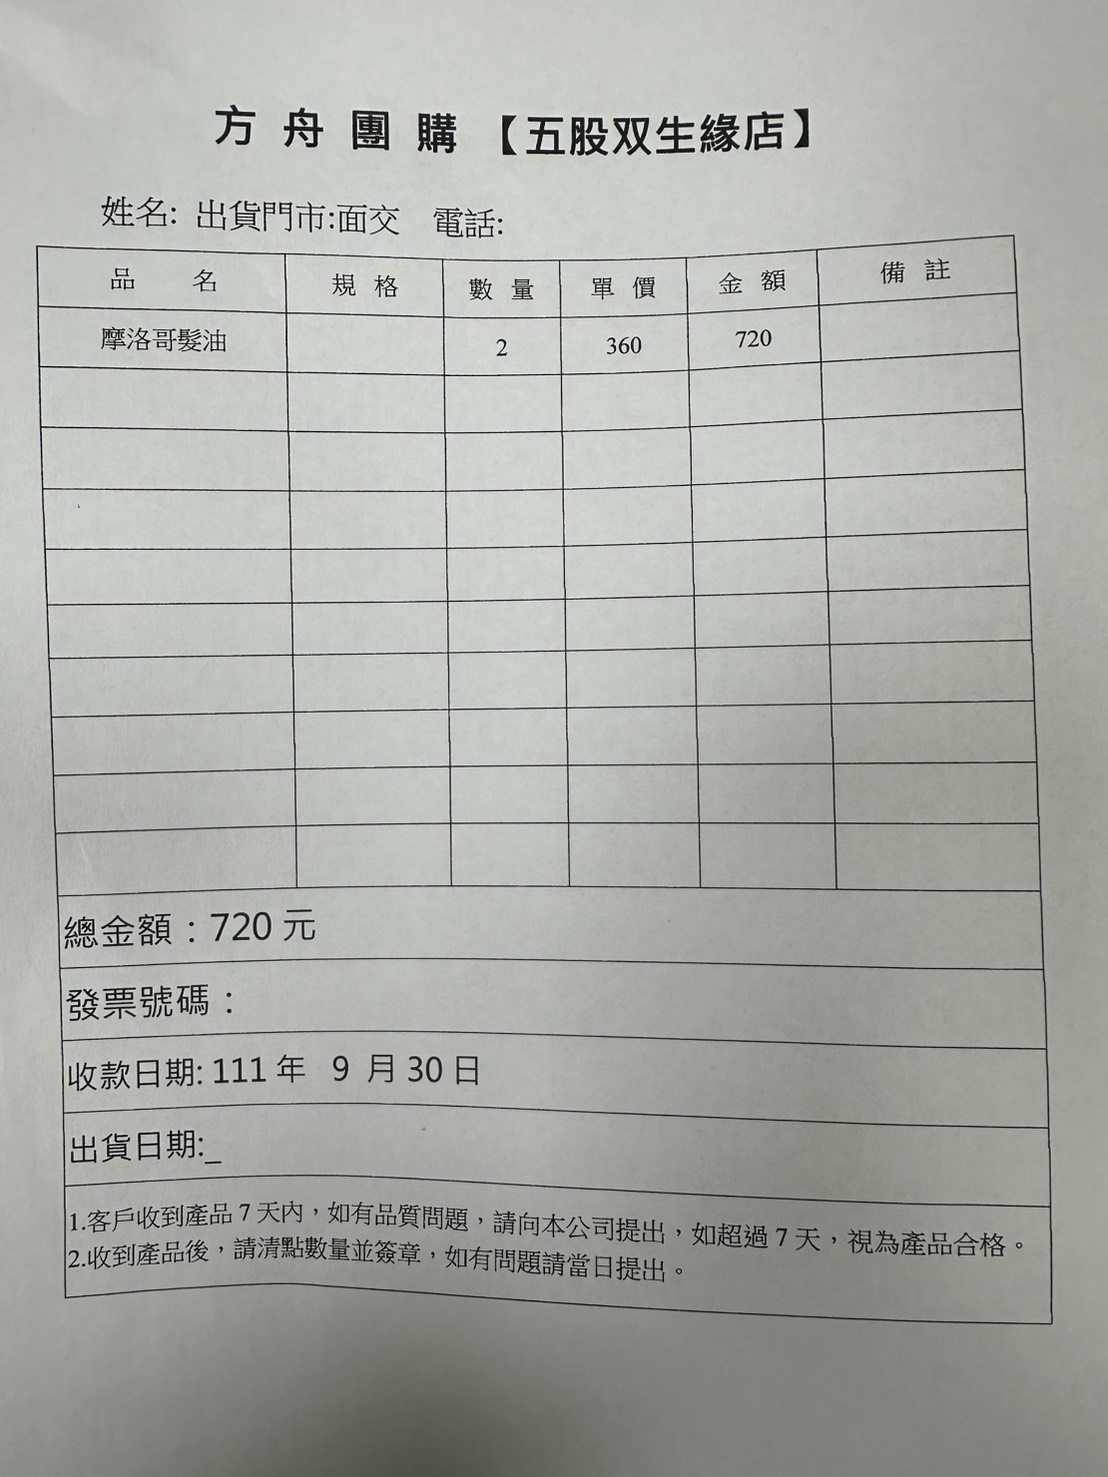 方舟團購【五股双生緣店】
姓名: 出貨門市:面交 電話:
品名 規格 數量 單價 金額 備註
摩洛哥髮油 2 360 720
總金額：720 元
發票號碼：
收款日期: 111 年 9 月 30 日
出貨日期:_
1.客戶收到產品 7 天內，如有品質問題，請向本公司提出，如超過 7 天，視為產品合格。
2.收到產品後，請清點數量並簽章，如有問題請當日提出。